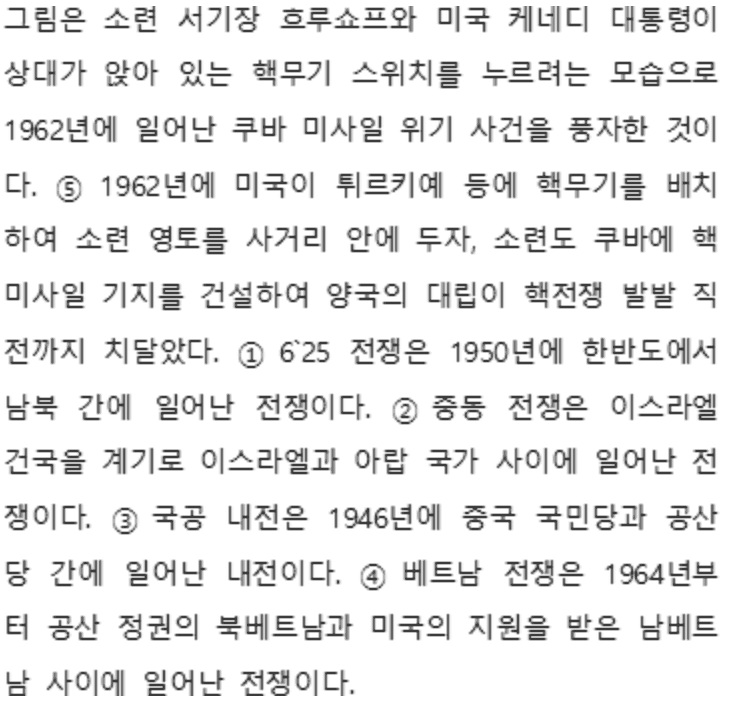 그림은 소련 서기장 흐루쇼프와 미국 케네디 대통령이
상대가 앉아 있는 핵무기 스위치를 누르려는 모습으로
1962년에 일어난 쿠바 미사일 위기 사건을 풍자한 것이
다. ⑤ 1962년에 미국이 튀르키예 등에 핵무기를 배치
하여 소련 영토를 사거리 안에 두자, 소련도 쿠바에 핵
미사일 기지를 건설하여 양국의 대립이 핵전쟁 발발 직
전까지 치달았다. ① 6`25 전쟁은 1950년에 한반도에서
남북 간에 일어난 전쟁이다. ② 중동 전쟁은 이스라엘
건국을 계기로 이스라엘과 아랍 국가 사이에 일어난 전
쟁이다. ③ 국공 내전은 1946년에 중국 국민당과 공산
당 간에 일어난 내전이다. ④ 베트남 전쟁은 1964년부
터 공산 정권의 북베트남과 미국의 지원을 받은 남베트
남 사이에 일어난 전쟁이다.